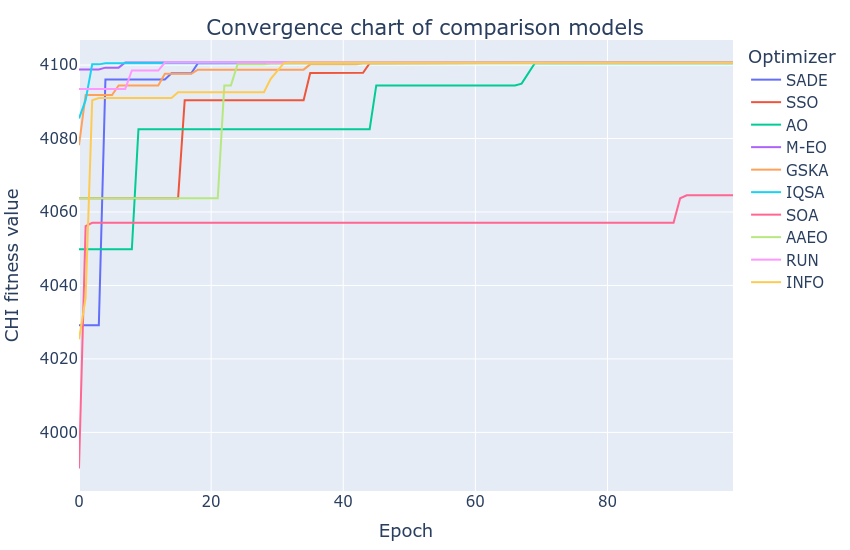 Convergence chart of comparison models
CHI fitness value
4100
4080
4060
4040
4020
4000
0
20
40
60
80
Epoch
Optimizer
SADE
SSO
AO
M-EO
GSKA
IQSA
SOA
AAEO
RUN
INFO